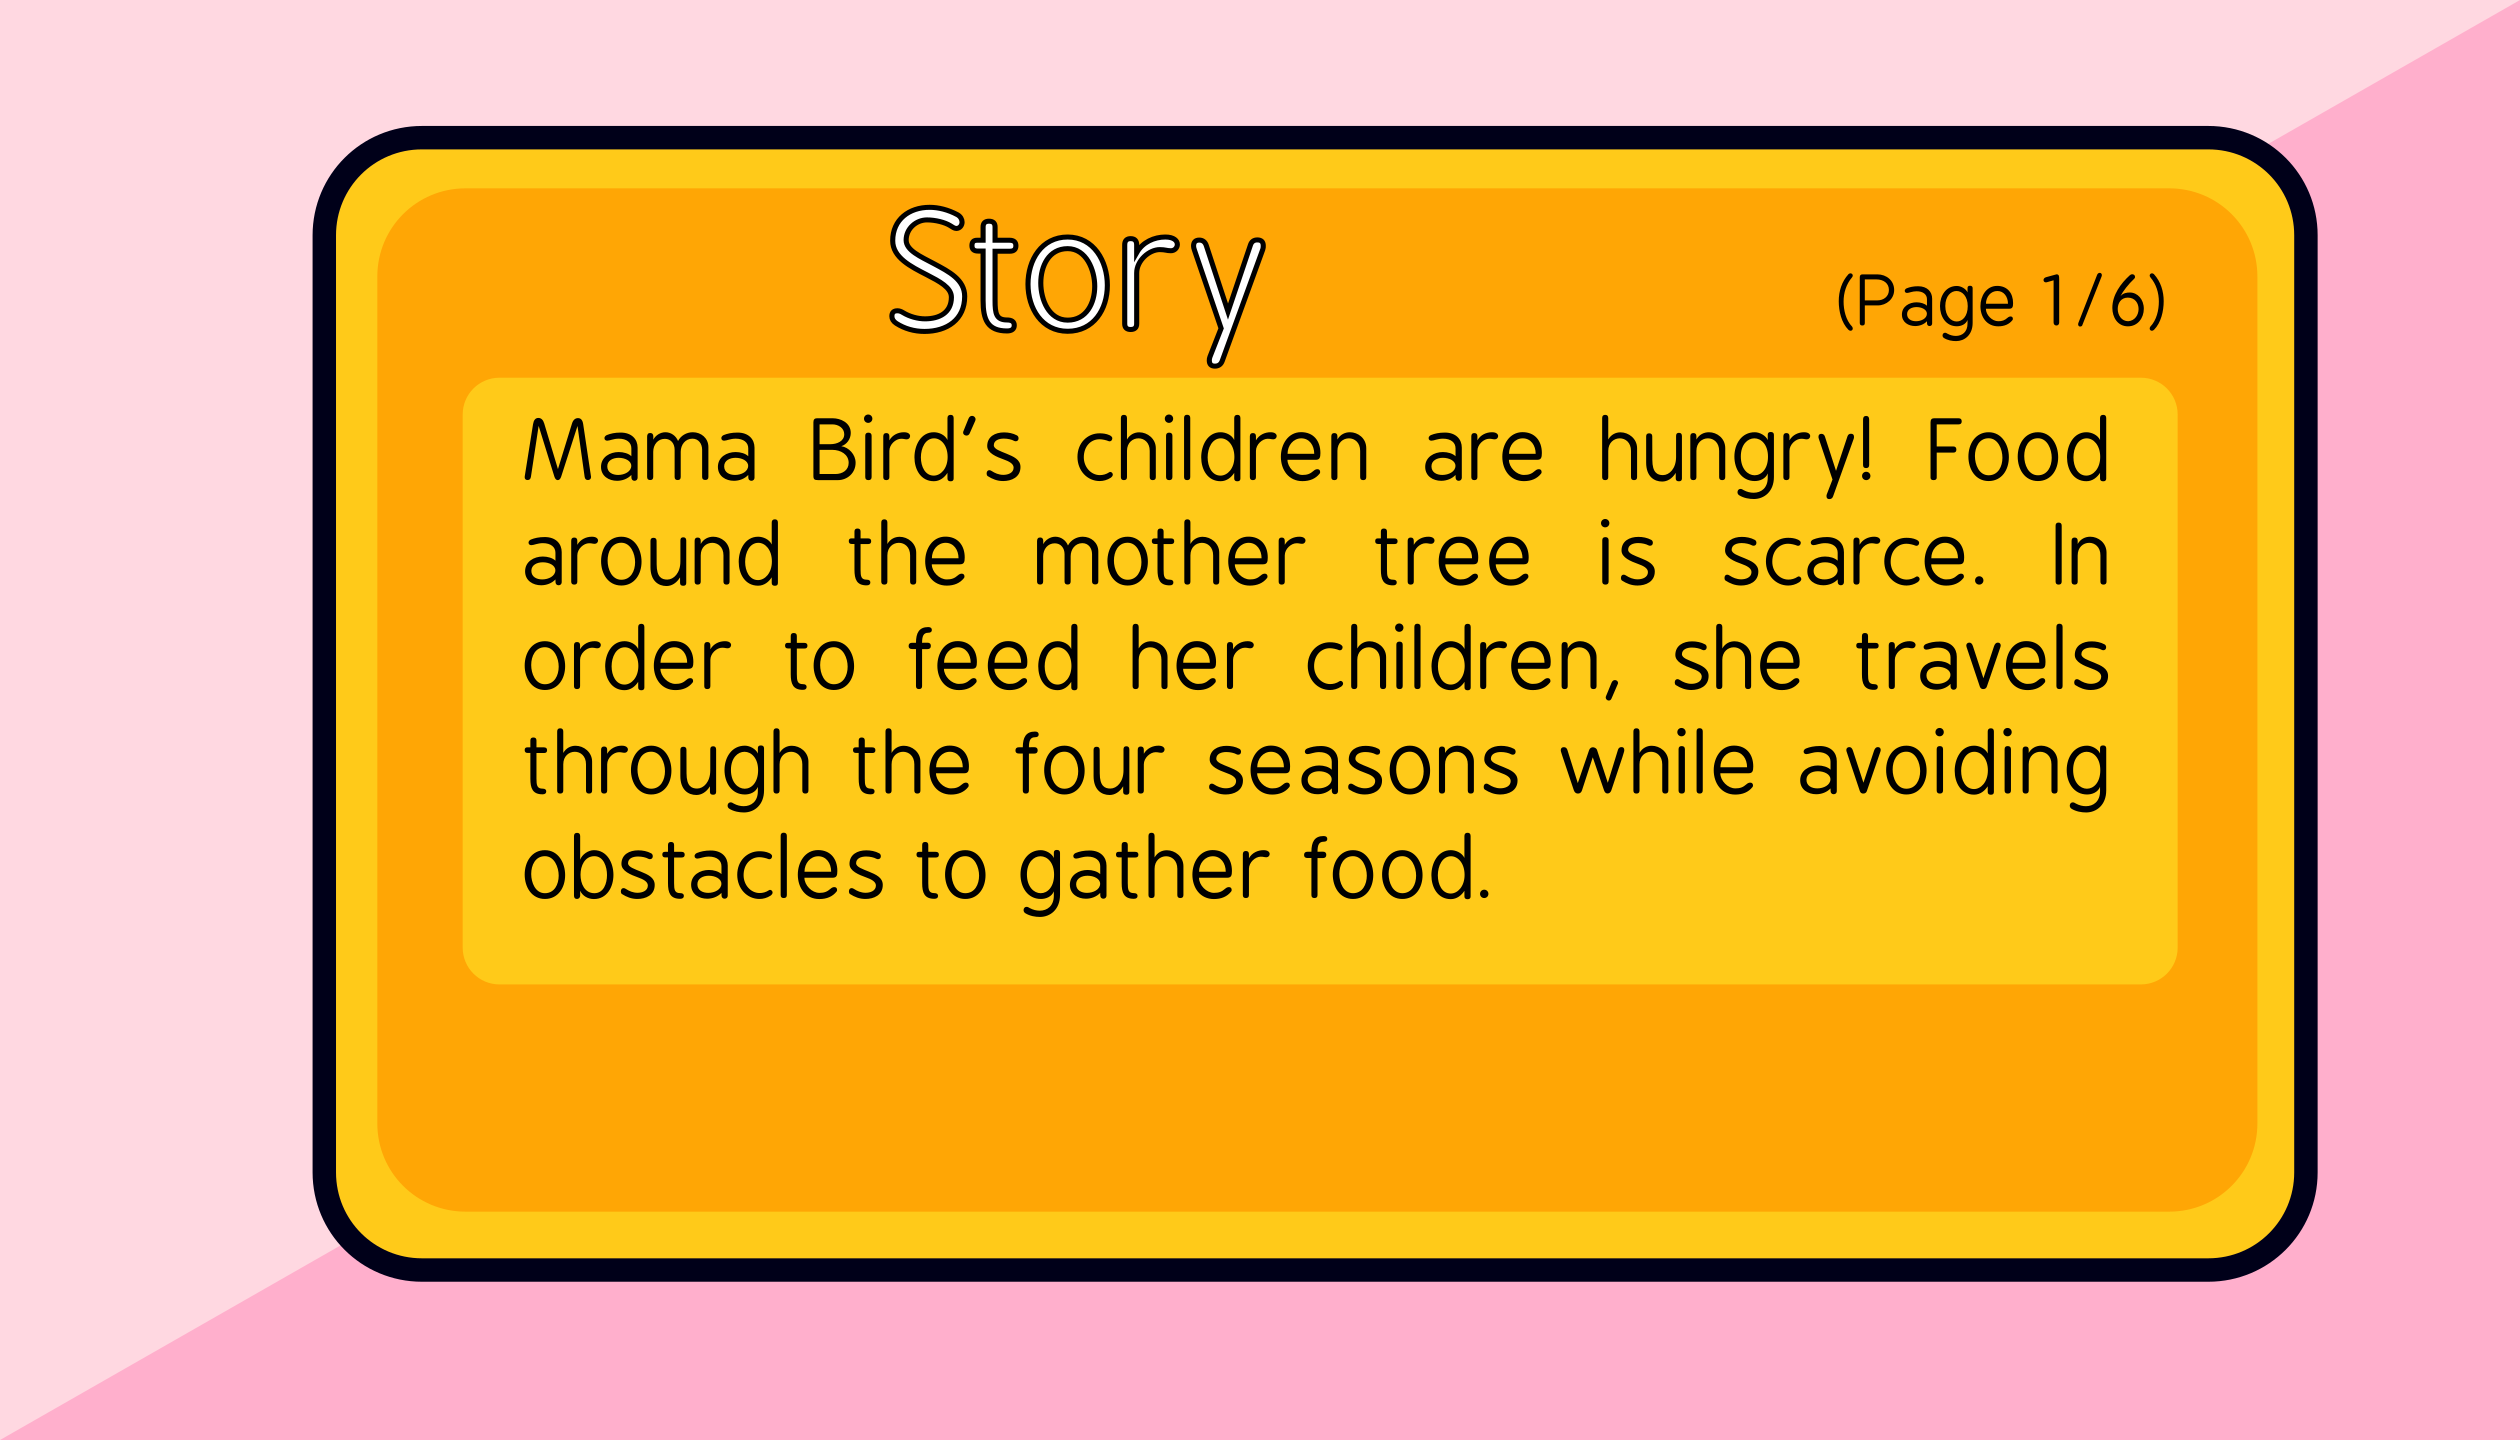 Story
(Page 1/6)
Mama Bird's children are hungry! Food
around the mother tree is scarce. In
order to feed her children, she travels
through the four seasons while avoiding
obstacles to gather food.